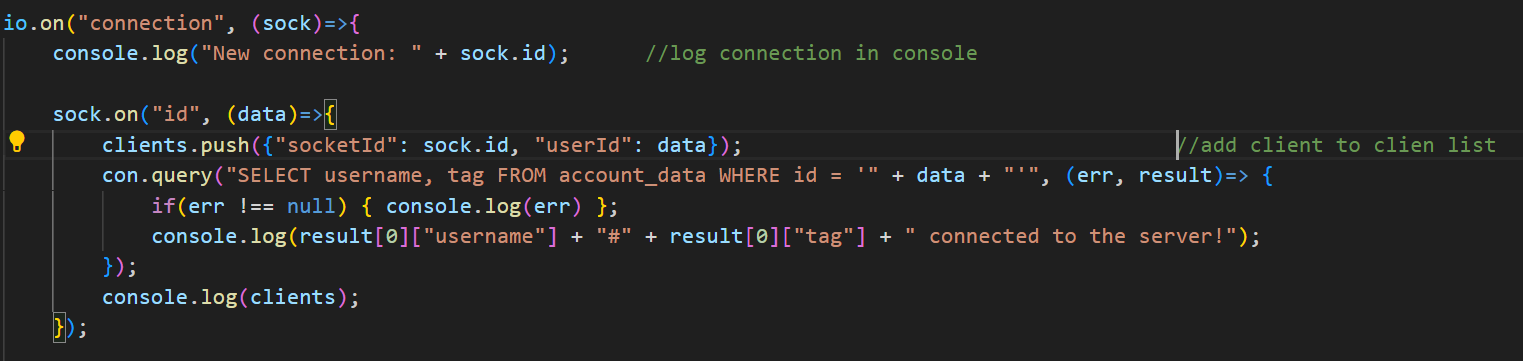 io.on("connection", (sock)=>{
console.log("New connection: " + sock.id); //log connection in console
sock.on("id", (data)=>{
clients.push({"socketId": sock.id, "userId": data}); //add client to clien list
con.query("SELECT username, tag FROM account_data WHERE id = '" + data + "'", (err, result)=> {
if(err !== null) { console.log(err) };
console.log(result[0]["username"] + "#" + result[0]["tag"] + " connected to the server!");
});
console.log(clients);
});